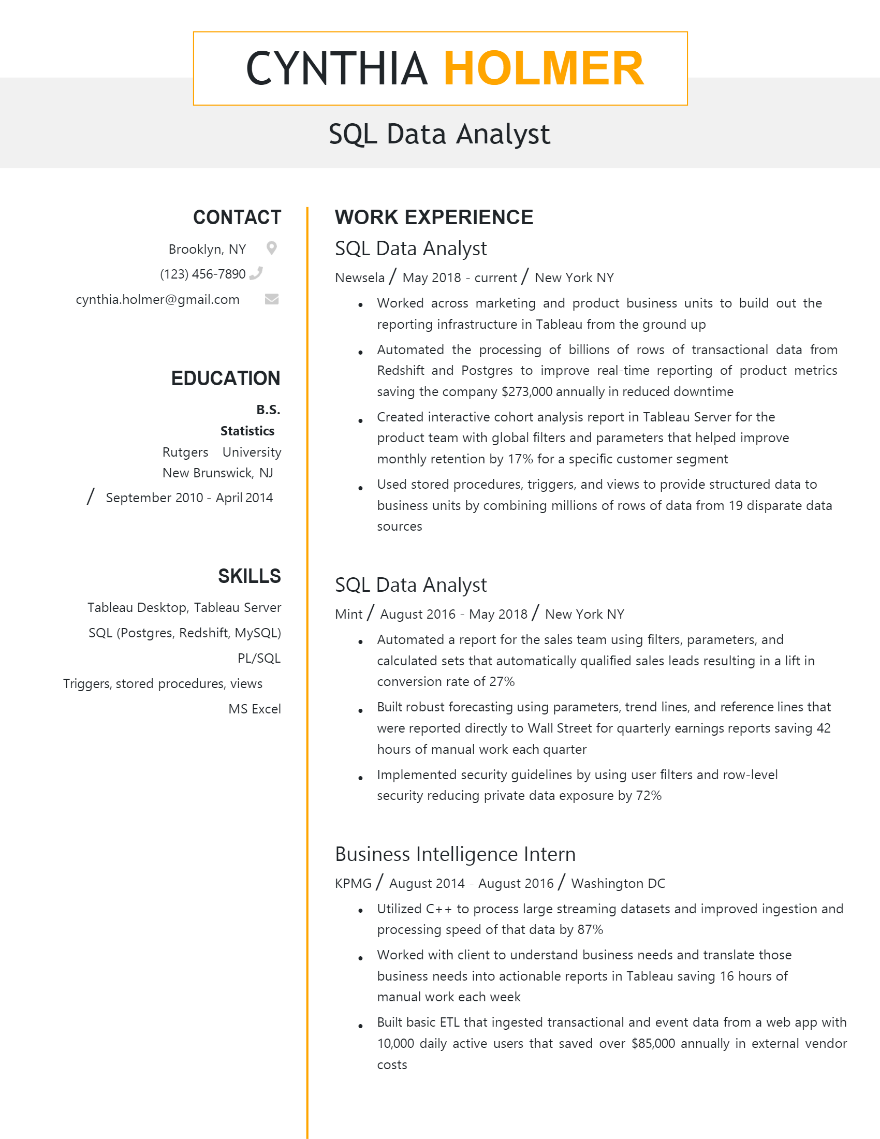 CYNTHIA HOLMER
SQL Data Analyst
CONTACT
Brooklyn, NY
(123) 456-7890
cynthia.holmer@gmail.com
EDUCATION
B.S.
Statistics
Rutgers University
New Brunswick, NJ
/ September 2010 - April 2014
SKILLS
Tableau Desktop, Tableau Server
SQL (Postgres, Redshift, MySQL)
PL/SQL
Triggers, stored procedures, views
MS Excel
WORK EXPERIENCE
SQL Data Analyst
Newsela / May 2018 - current / New York NY
• Worked across marketing and product business units to build out the
reporting infrastructure in Tableau from the ground up
• Automated the processing of billions of rows of transactional data from
Redshift and Postgres to improve real-time reporting of product metrics
saving the company $273,000 annually in reduced downtime
• Created interactive cohort analysis report in Tableau Server for the
product team with global filters and parameters that helped improve
monthly retention by 17% for a specific customer segment
• Used stored procedures, triggers, and views to provide structured data to
business units by combining millions of rows of data from 19 disparate data
sources
SQL Data Analyst
Mint / August 2016 - May 2018 / New York NY
• Automated a report for the sales team using filters, parameters, and
calculated sets that automatically qualified sales leads resulting in a lift in
conversion rate of 27%
• Built robust forecasting using parameters, trend lines, and reference lines that
were reported directly to Wall Street for quarterly earnings reports saving 42
hours of manual work each quarter
• Implemented security guidelines by using user filters and row-level
security reducing private data exposure by 72%
Business Intelligence Intern
KPMG / August 2014 - August 2016 / Washington DC
• Utilized C++ to process large streaming datasets and improved ingestion and
processing speed of that data by 87%
• Worked with client to understand business needs and translate those
business needs into actionable reports in Tableau saving 16 hours of
manual work each week
• Built basic ETL that ingested transactional and event data from a web app with
10,000 daily active users that saved over $85,000 annually in external vendor
costs